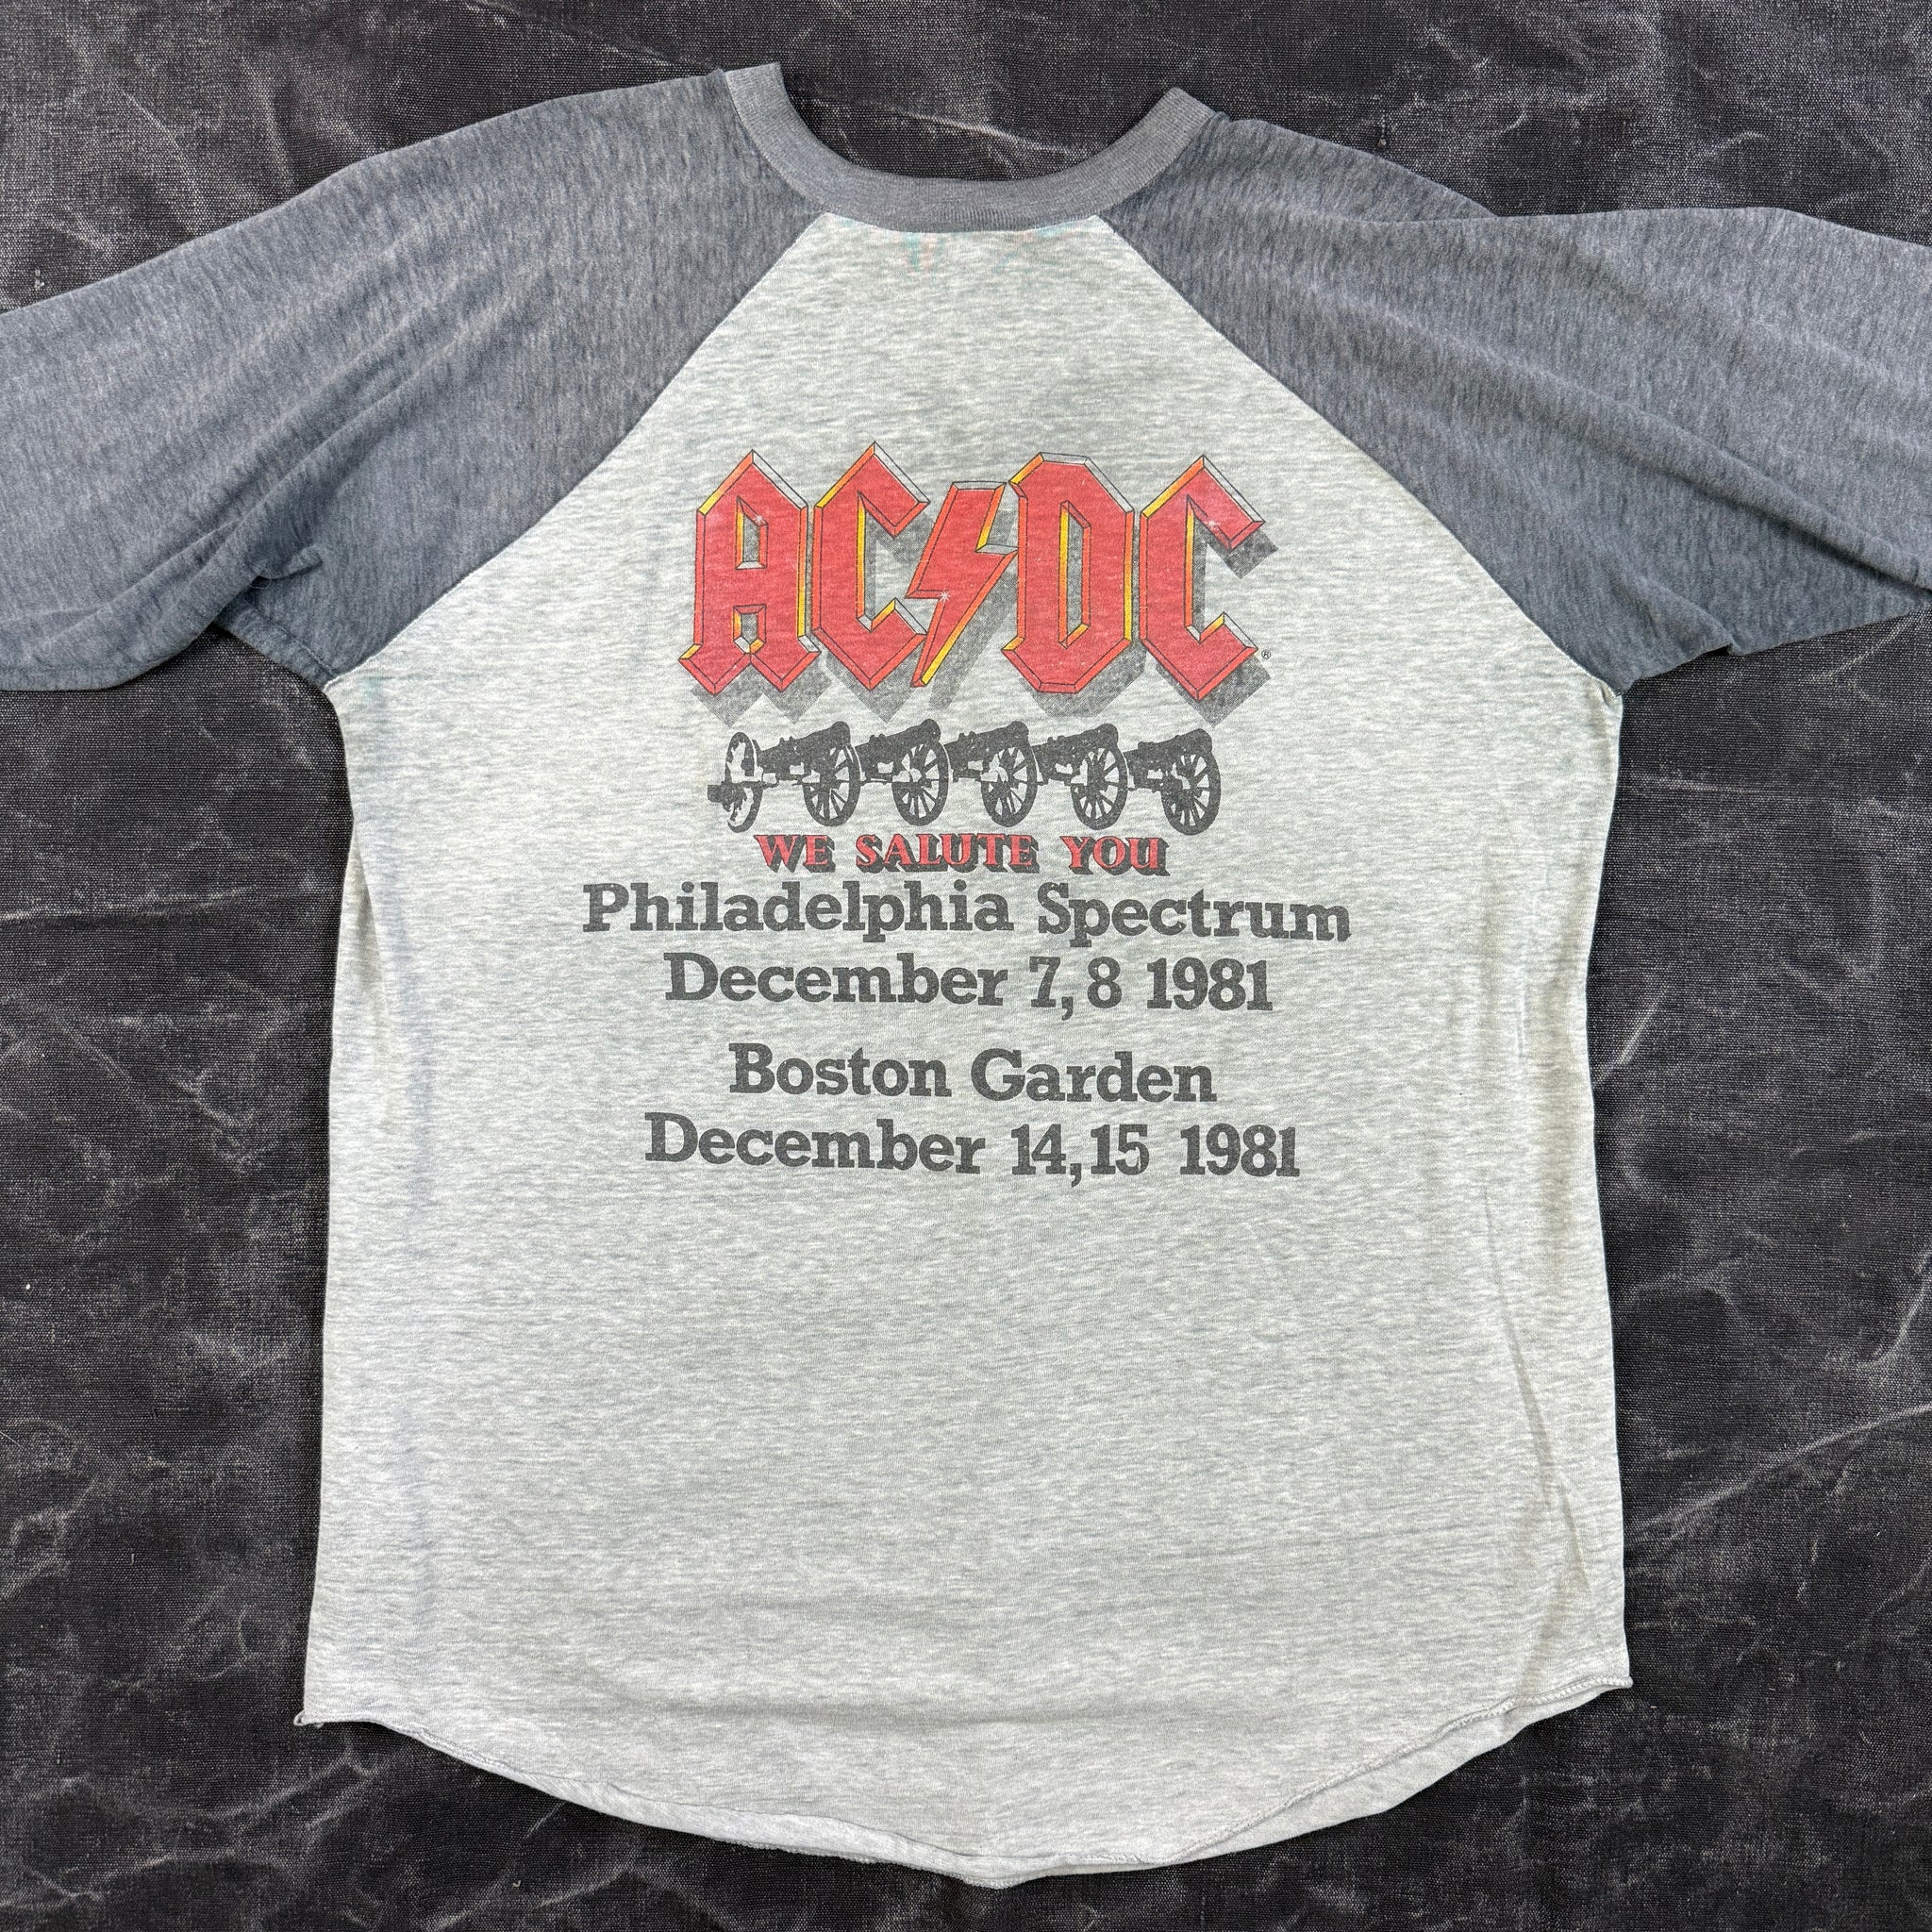 AC⚡DC ®
WE SALUTE YOU
Philadelphia Spectrum
December 7, 8 1981
Boston Garden
December 14, 15 1981